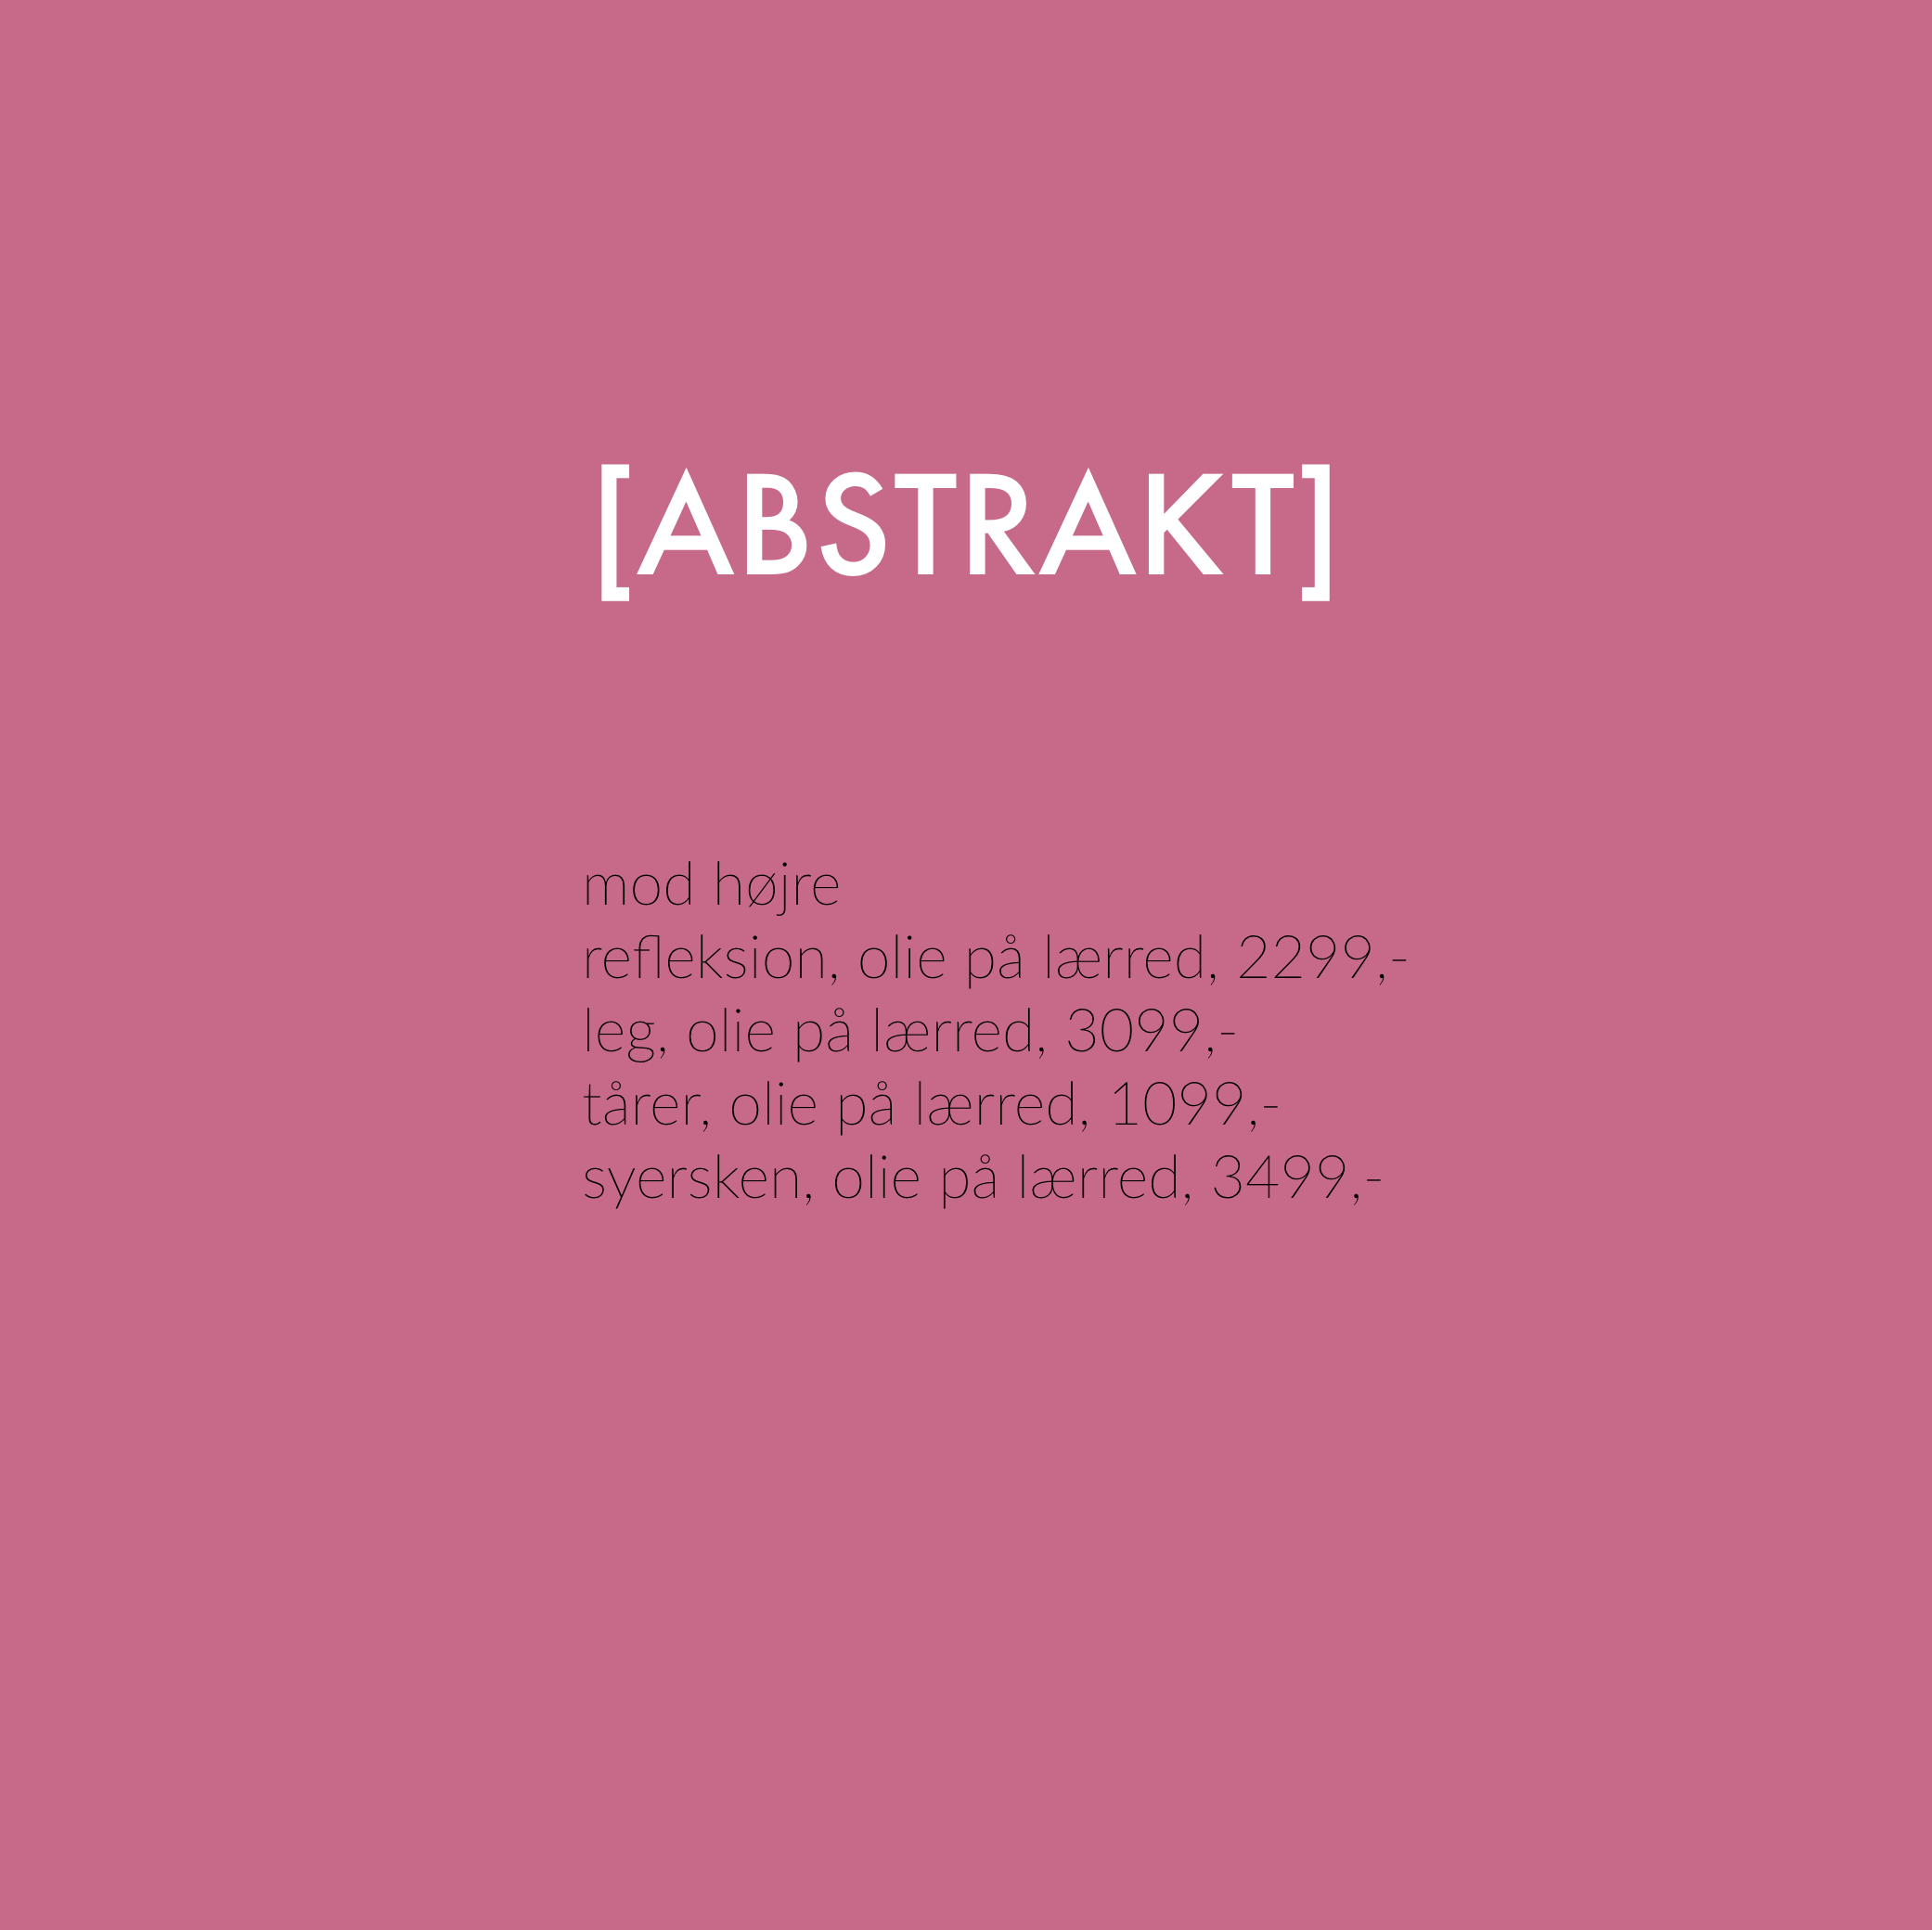 [ABSTRAKT]
mod højre
refleksion, olie på lærred, 2299,-
leg, olie på lærred, 3099,-
tårer, olie på lærred, 1099,-
syersken, olie på lærred, 3499,-